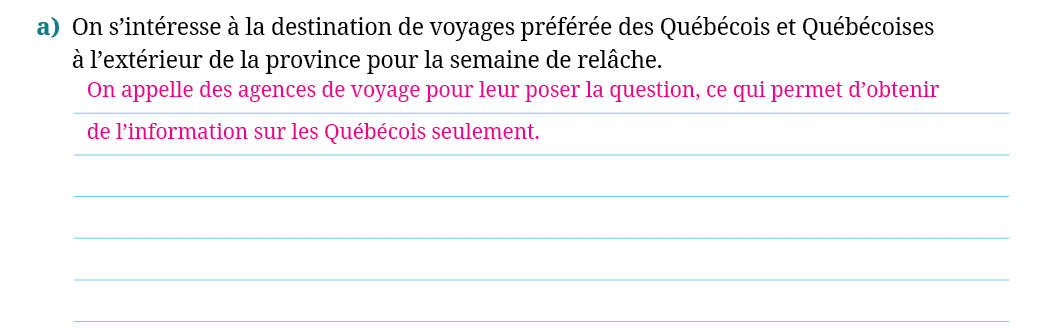 a) On s’intéresse à la destination de voyages préférée des Québécois et Québécoises
à l’extérieur de la province pour la semaine de relâche.
On appelle des agences de voyage pour leur poser la question, ce qui permet d’obtenir
de l’information sur les Québécois seulement.